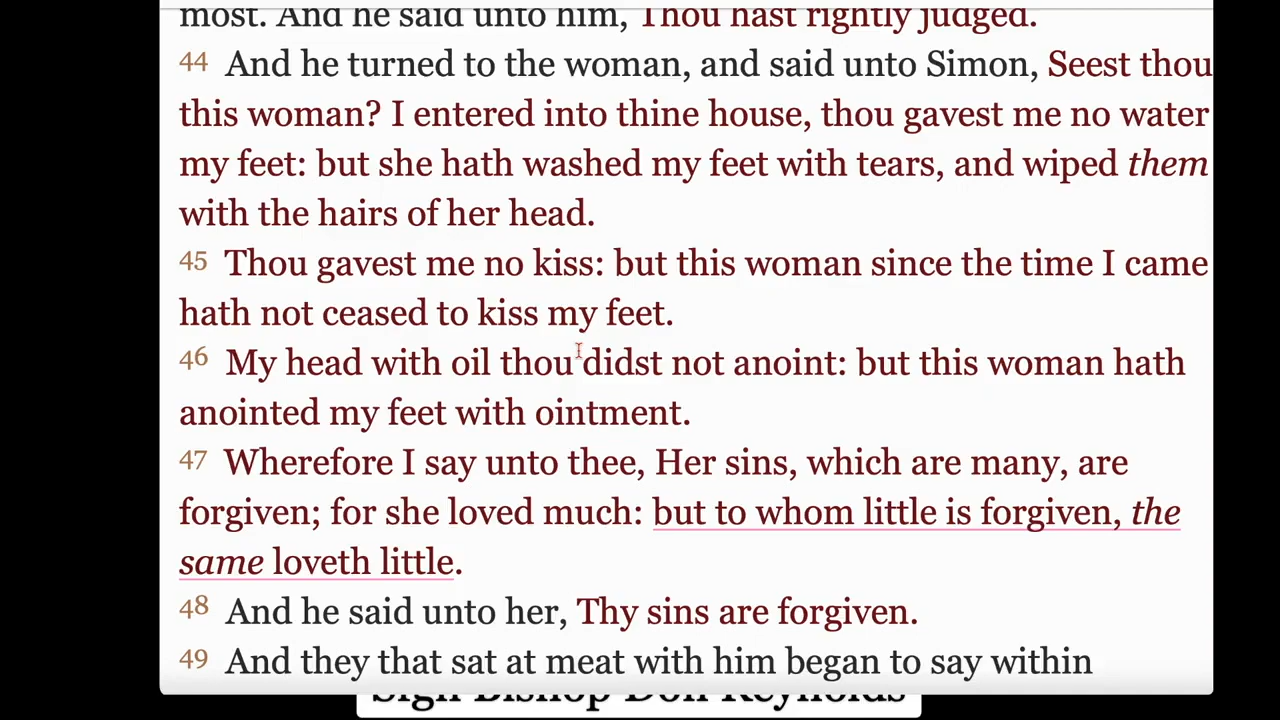 most. And he said unto him, Thou hast rightly judged.
44 And he turned to the woman, and said unto Simon, Seest thou
this woman? I entered into thine house, thou gavest me no water
my feet: but she hath washed my feet with tears, and wiped them
with the hairs of her head.
45 Thou gavest me no kiss: but this woman since the time I came
hath not ceased to kiss my feet.
46 My head with oil thou didst not anoint: but this woman hath
anointed my feet with ointment.
47 Wherefore I say unto thee, Her sins, which are many, are
forgiven; for she loved much: but to whom little is forgiven, the
same loveth little.
48 And he said unto her, Thy sins are forgiven.
49 And they that sat at meat with him began to say within
Sign Bishop Don Reynolds